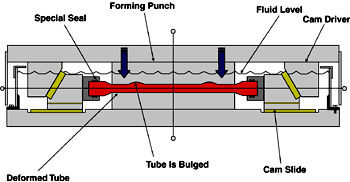 Forming Punch
Special Seal
Fluid Level
Cam Driver
Tube Is Bulged
Cam Slide
Deformed Tube